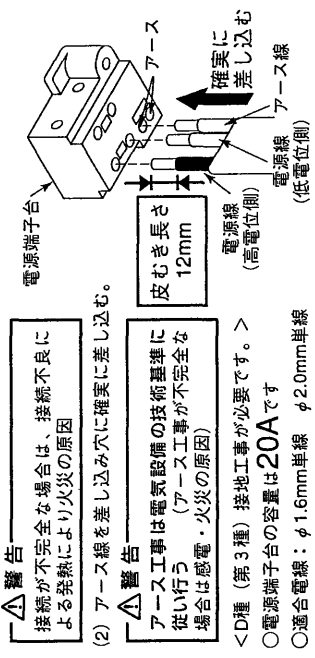 警告
接続が不完全な場合は、接続不良に
よる発熱により火災の原因
(2) アース線を差し込み穴に確実に差し込む。
警告
アース工事は電気設備の技術基準に
従い行う (アース工事が不完全な
場合は感電・火災の原因)
<D種（第3種）接地工事が必要です。>
○電源端子台の容量は20Aです
○適合電線：φ1.6mm単線 φ2.0mm単線
電源端子台
アース
皮むき長さ
12mm
確実に
差し込む
アース線
電源線
(低電位側)
電源線
(高電位側)